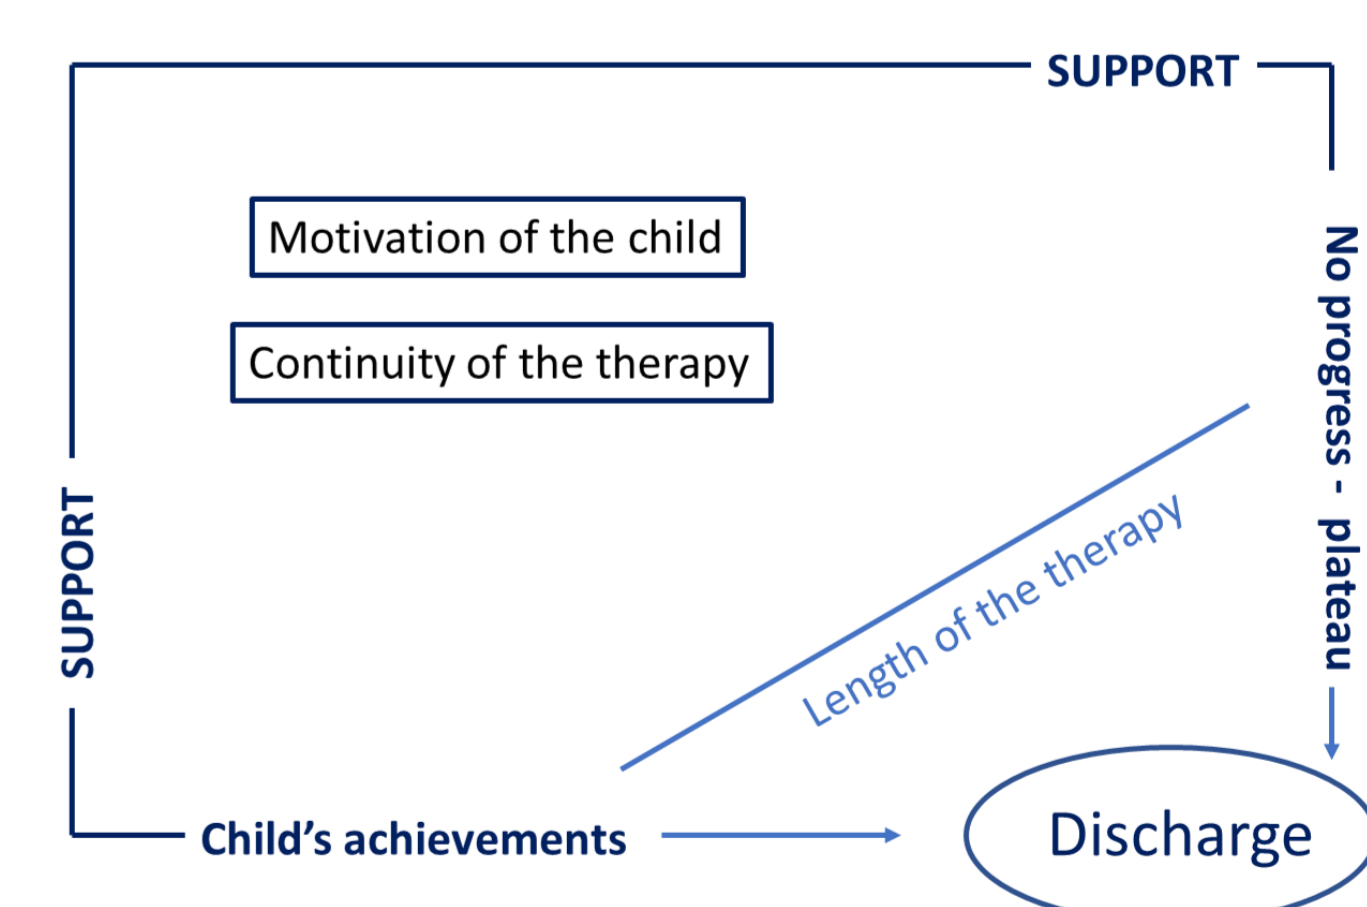 SUPPORT
Motivation of the child
Continuity of the therapy
No progress - plateau
SUPPORT
Length of the therapy
Child’s achievements
Discharge